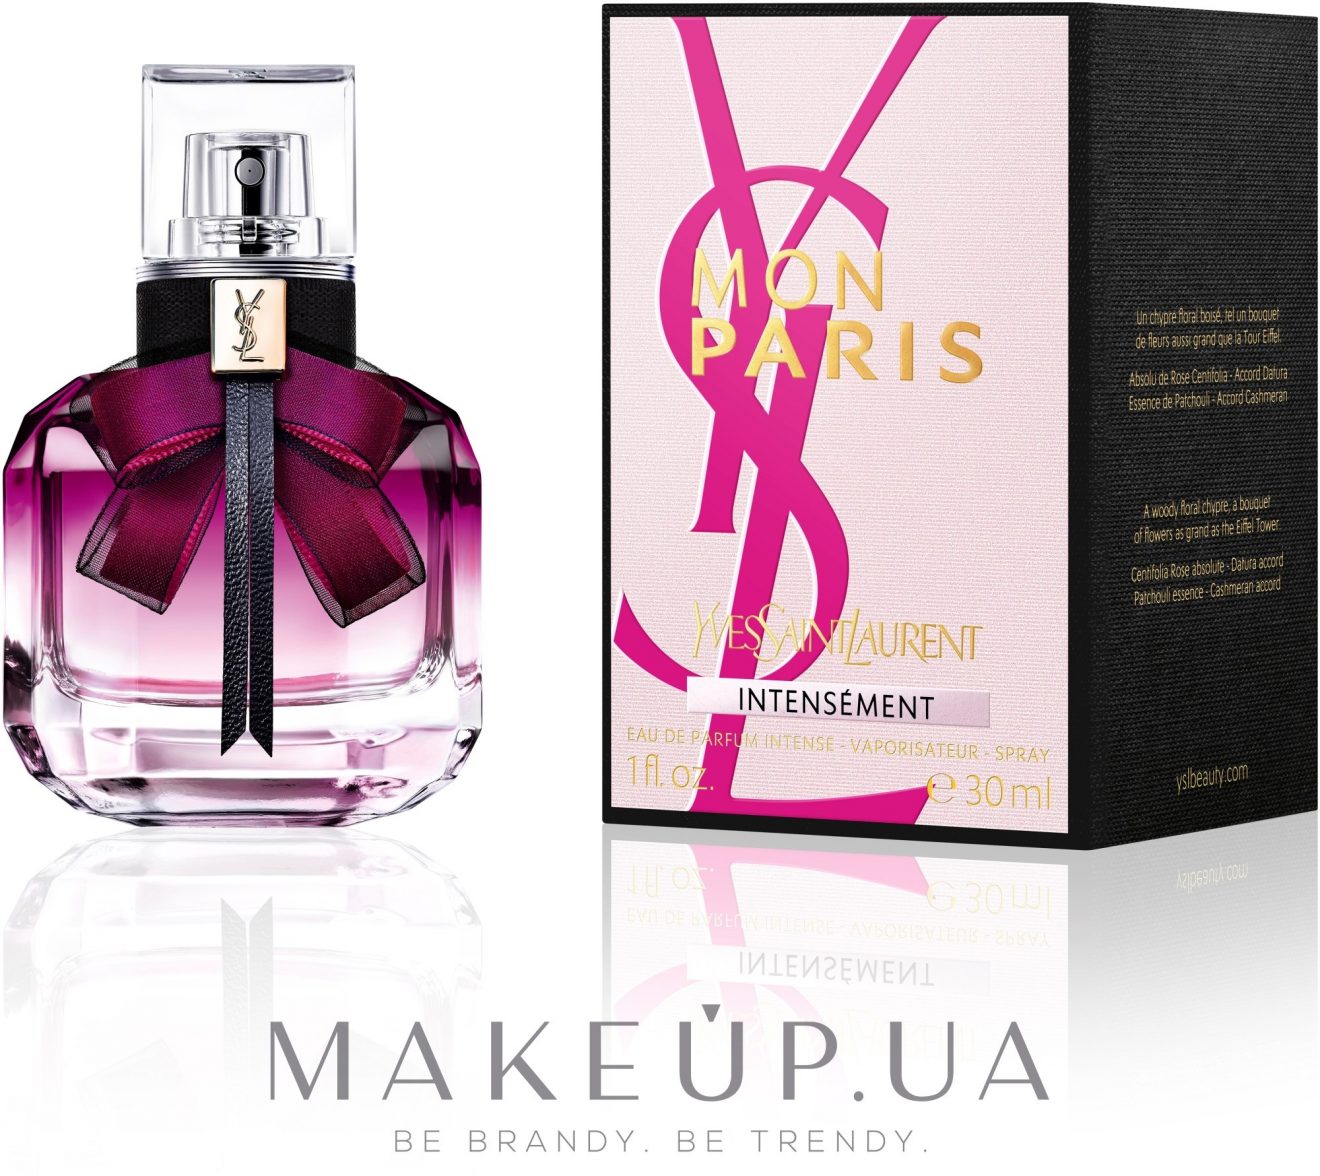 YSL
YSL
MON
PARIS
YVESSAINTLAURENT
INTENSÉMENT
EAU DE PARFUM INTENSE - VAPORISATEUR - SPRAY
1 fl. oz. ℮ 30 ml
Un chypre floral boisé, tel un bouquet
de fleurs aussi grand que la Tour Eiffel.
Absolu de Rose Centifolia - Accord Datura
Essence de Patchouli - Accord Cashmeran
A woody floral chypre, a bouquet
of flowers as grand as the Eiffel Tower
Centifolia Rose absolute - Datura accord
Patchouli essence - Cashmeran accord
yslbeauty.com
MAKEUP.UA
BE BRANDY. BE TRENDY.